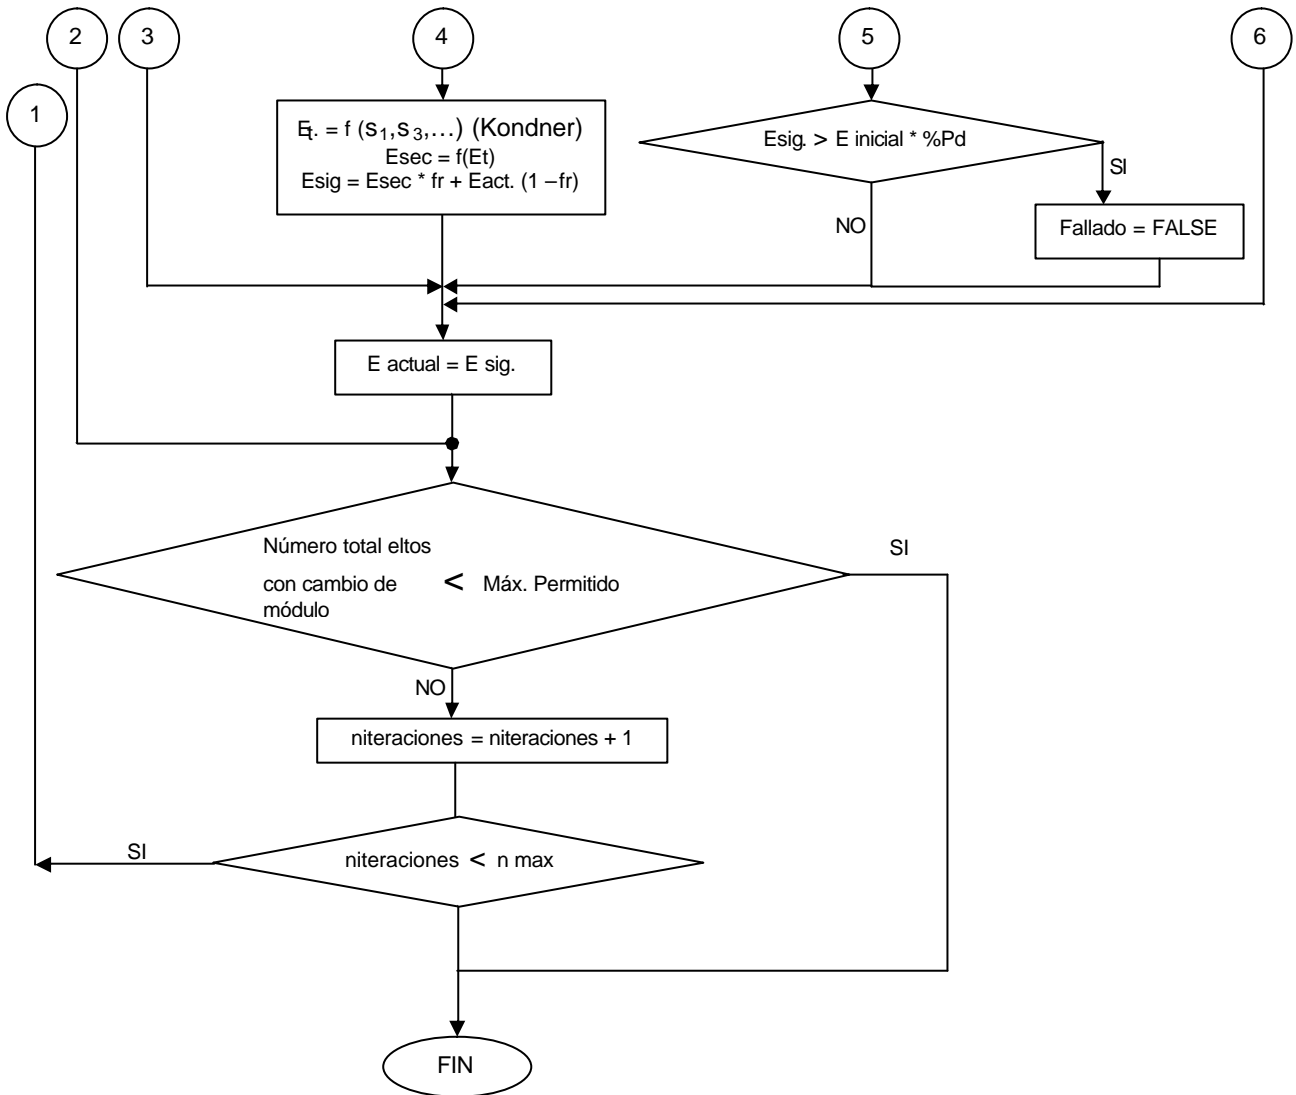 2
3
4
5
6
1
Et. = f (s1,s3,…) (Kondner)
Esec = f(Et)
Esig = Esec * fr + Eact. (1 –fr)
Esig. > E inicial * %Pd
SI
NO
Fallado = FALSE
E actual = E sig.
Número total eltos
con cambio de < Máx. Permitido
módulo
SI
NO
niteraciones = niteraciones + 1
SI
niteraciones < n max
FIN